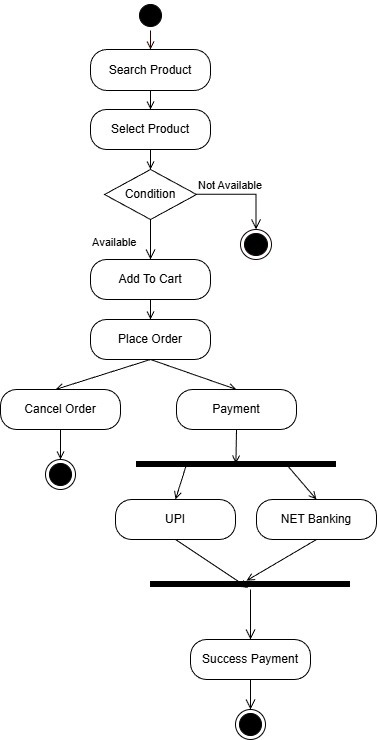 Search Product
Select Product
Condition
Not Available
Available
Add To Cart
Place Order
Cancel Order
Payment
UPI
NET Banking
Success Payment